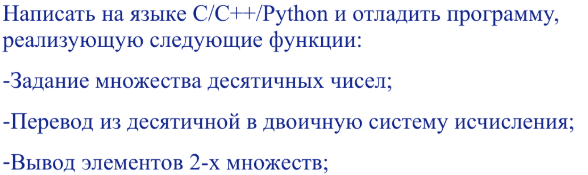 Написать на языке C/C++/Python и отладить программу,
реализующую следующие функции:
-Задание множества десятичных чисел;
-Перевод из десятичной в двоичную систему исчисления;
-Вывод элементов 2-х множеств;